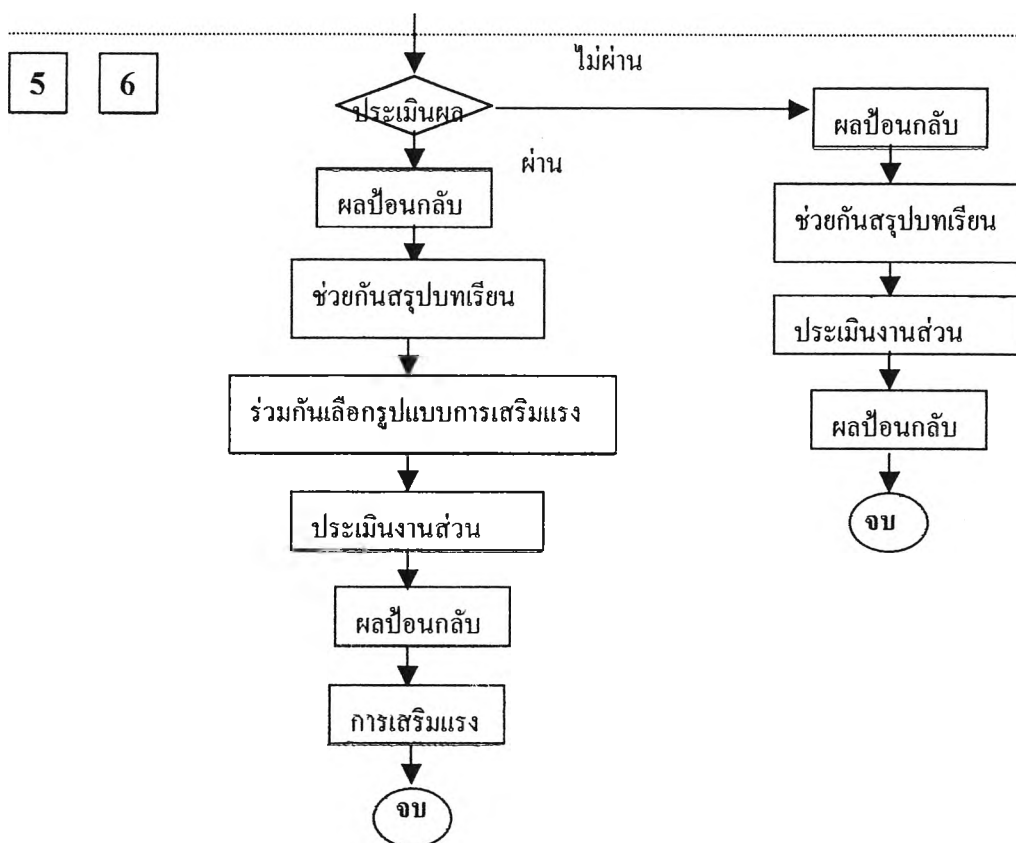 5 6
ไม่ผ่าน
ประเมินผล
ผ่าน
ผลป้อนกลับ
ช่วยกันสรุปบทเรียน
ร่วมกันเลือกรูปแบบการเสริมแรง
ประเมินงานส่วน
ผลป้อนกลับ
การเสริมแรง
จบ
ผลป้อนกลับ
ช่วยกันสรุปบทเรียน
ประเมินงานส่วน
ผลป้อนกลับ
จบ